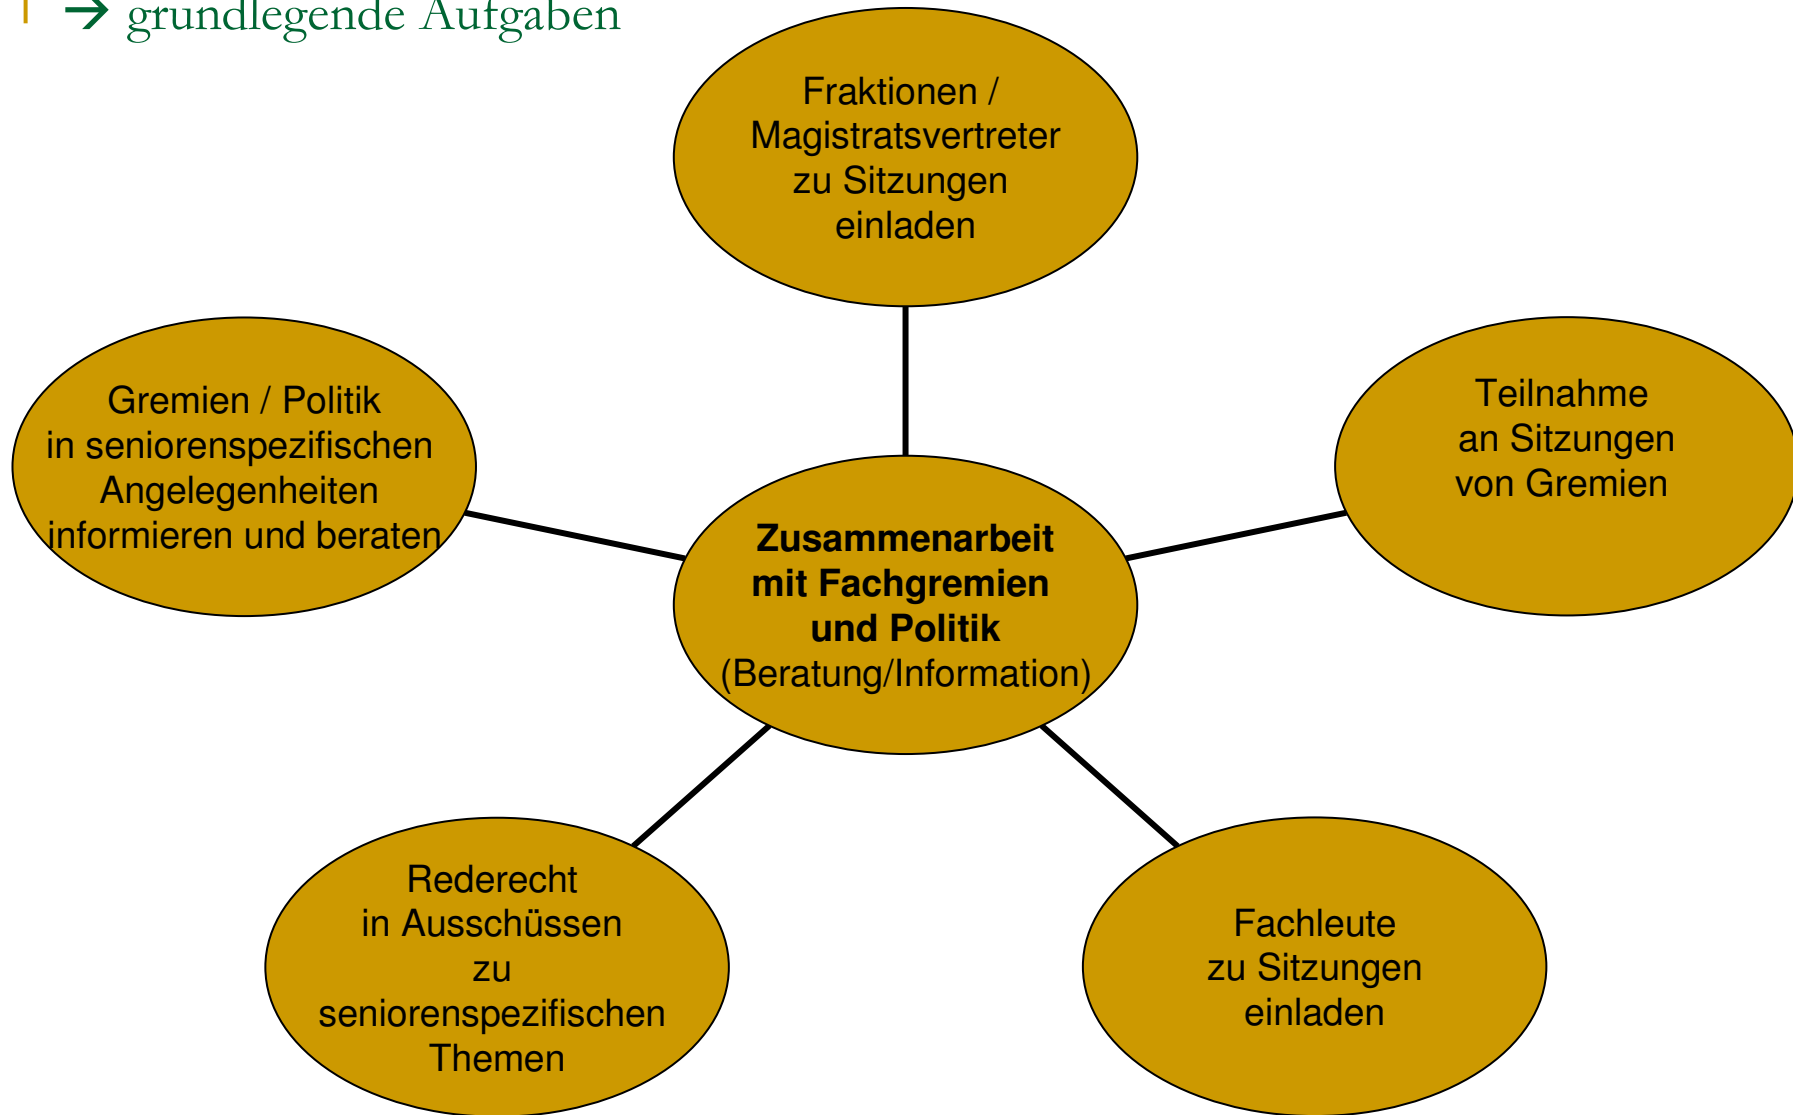 → grundlegende Aufgaben
Fraktionen /
Magistratsvertreter
zu Sitzungen
einladen
Gremien / Politik
in seniorenspezifischen
Angelegenheiten
informieren und beraten
Teilnahme
an Sitzungen
von Gremien
Zusammenarbeit
mit Fachgremien
und Politik
(Beratung/Information)
Rederecht
in Ausschüssen
zu
seniorenspezifischen
Themen
Fachleute
zu Sitzungen
einladen